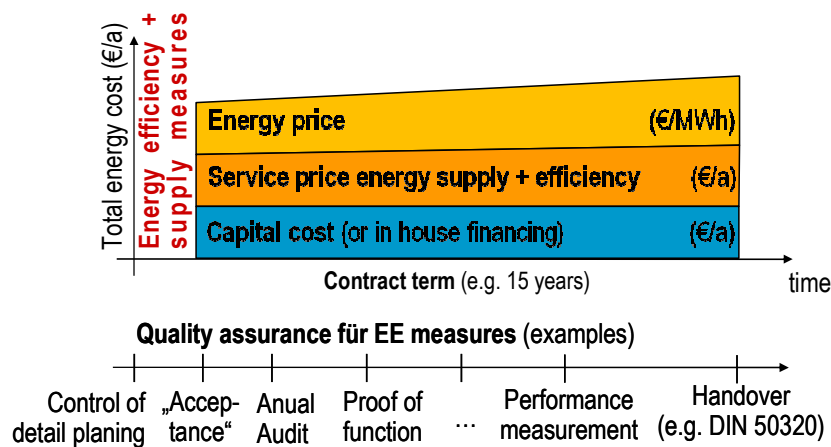 Total energy cost (€/a)
Energy efficiency +
supply measures
Energy price (€/MWh)
Service price energy supply + efficiency (€/a)
Capital cost (or in house financing) (€/a)
Contract term (e.g. 15 years)
time
Quality assurance für EE measures (examples)
Control of
detail planing
„Accep-
tance“
Anual
Audit
Proof of
function
...
Performance
measurement
Handover
(e.g. DIN 50320)